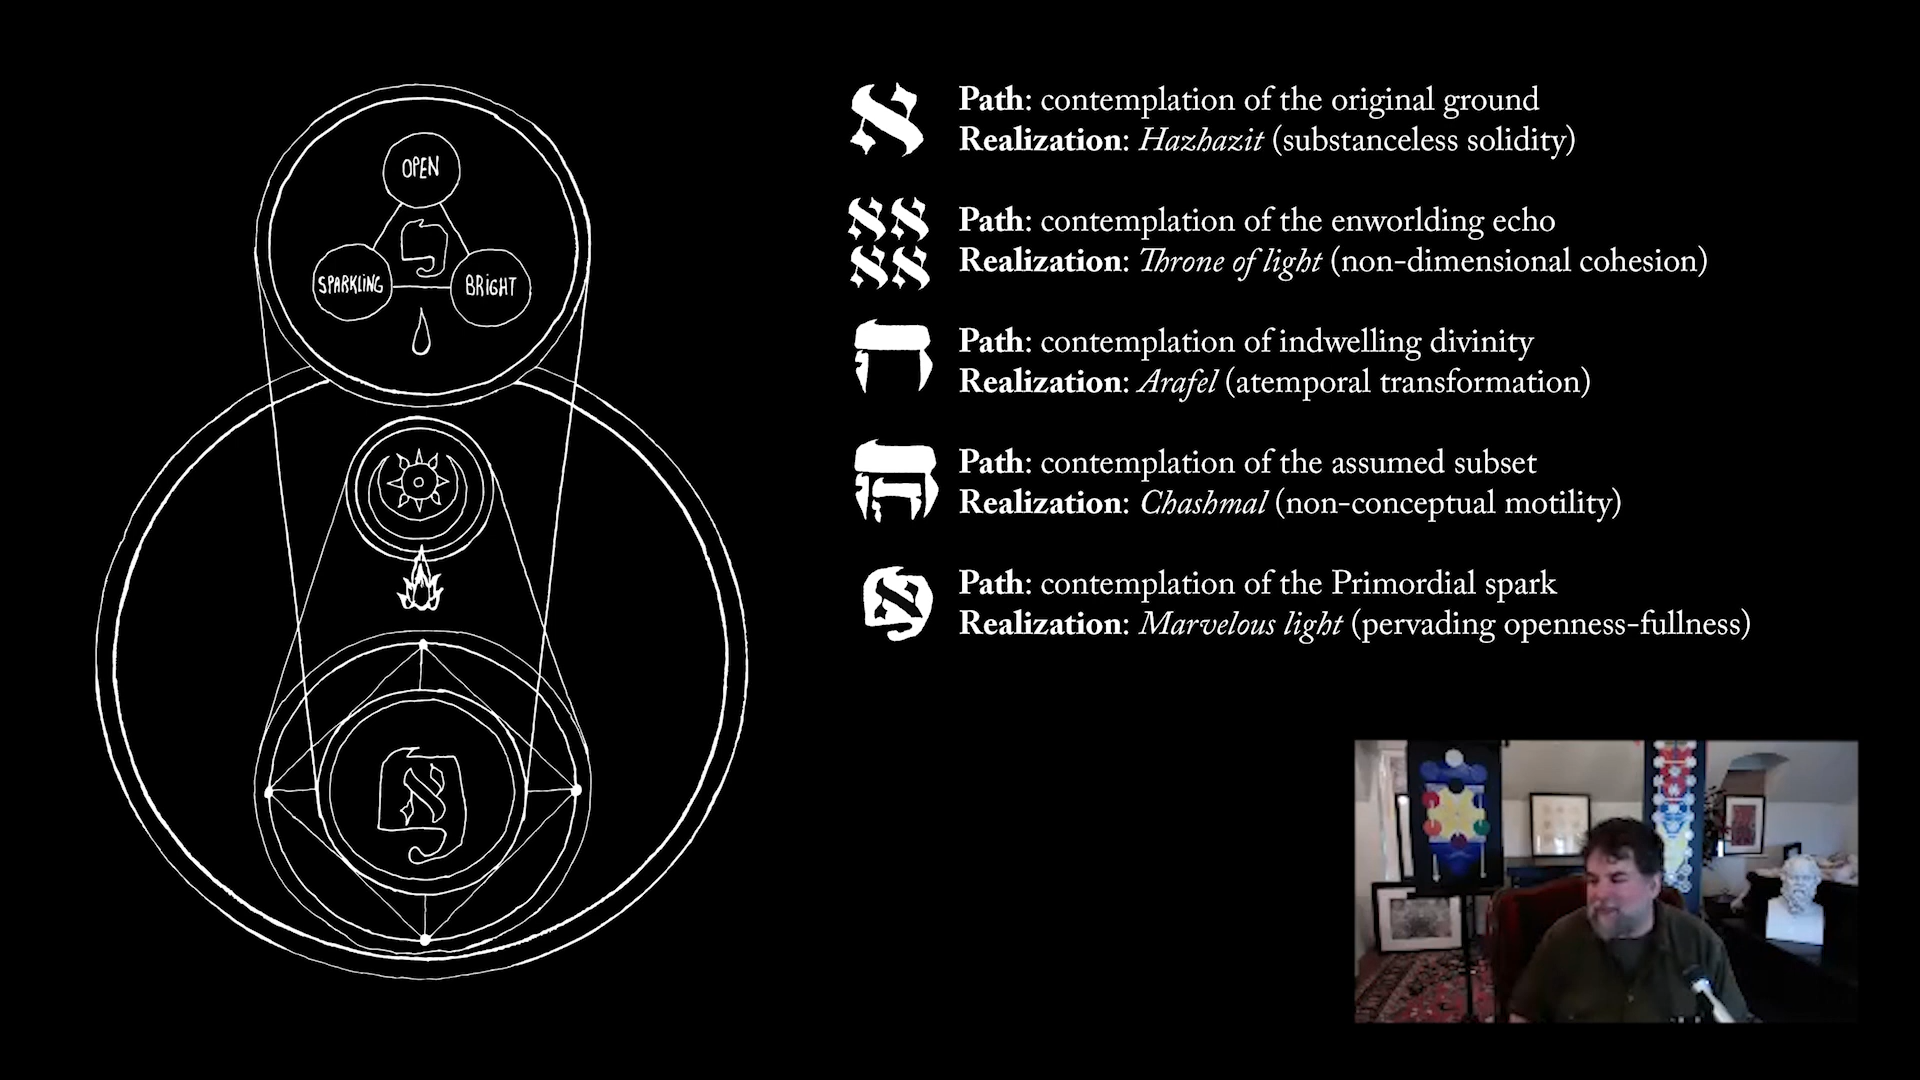 OPEN
SPARKLING
BRIGHT
פ
א
פ
א
Path: contemplation of the original ground
Realization: Hazhazit (substanceless solidity)
א א
א א
Path: contemplation of the enworlding echo
Realization: Throne of light (non-dimensional cohesion)
ה
Path: contemplation of indwelling divinity
Realization: Arafel (atemporal transformation)
Path: contemplation of the assumed subset
Realization: Chashmal (non-conceptual motility)
פ
א
Path: contemplation of the Primordial spark
Realization: Marvelous light (pervading openness-fullness)